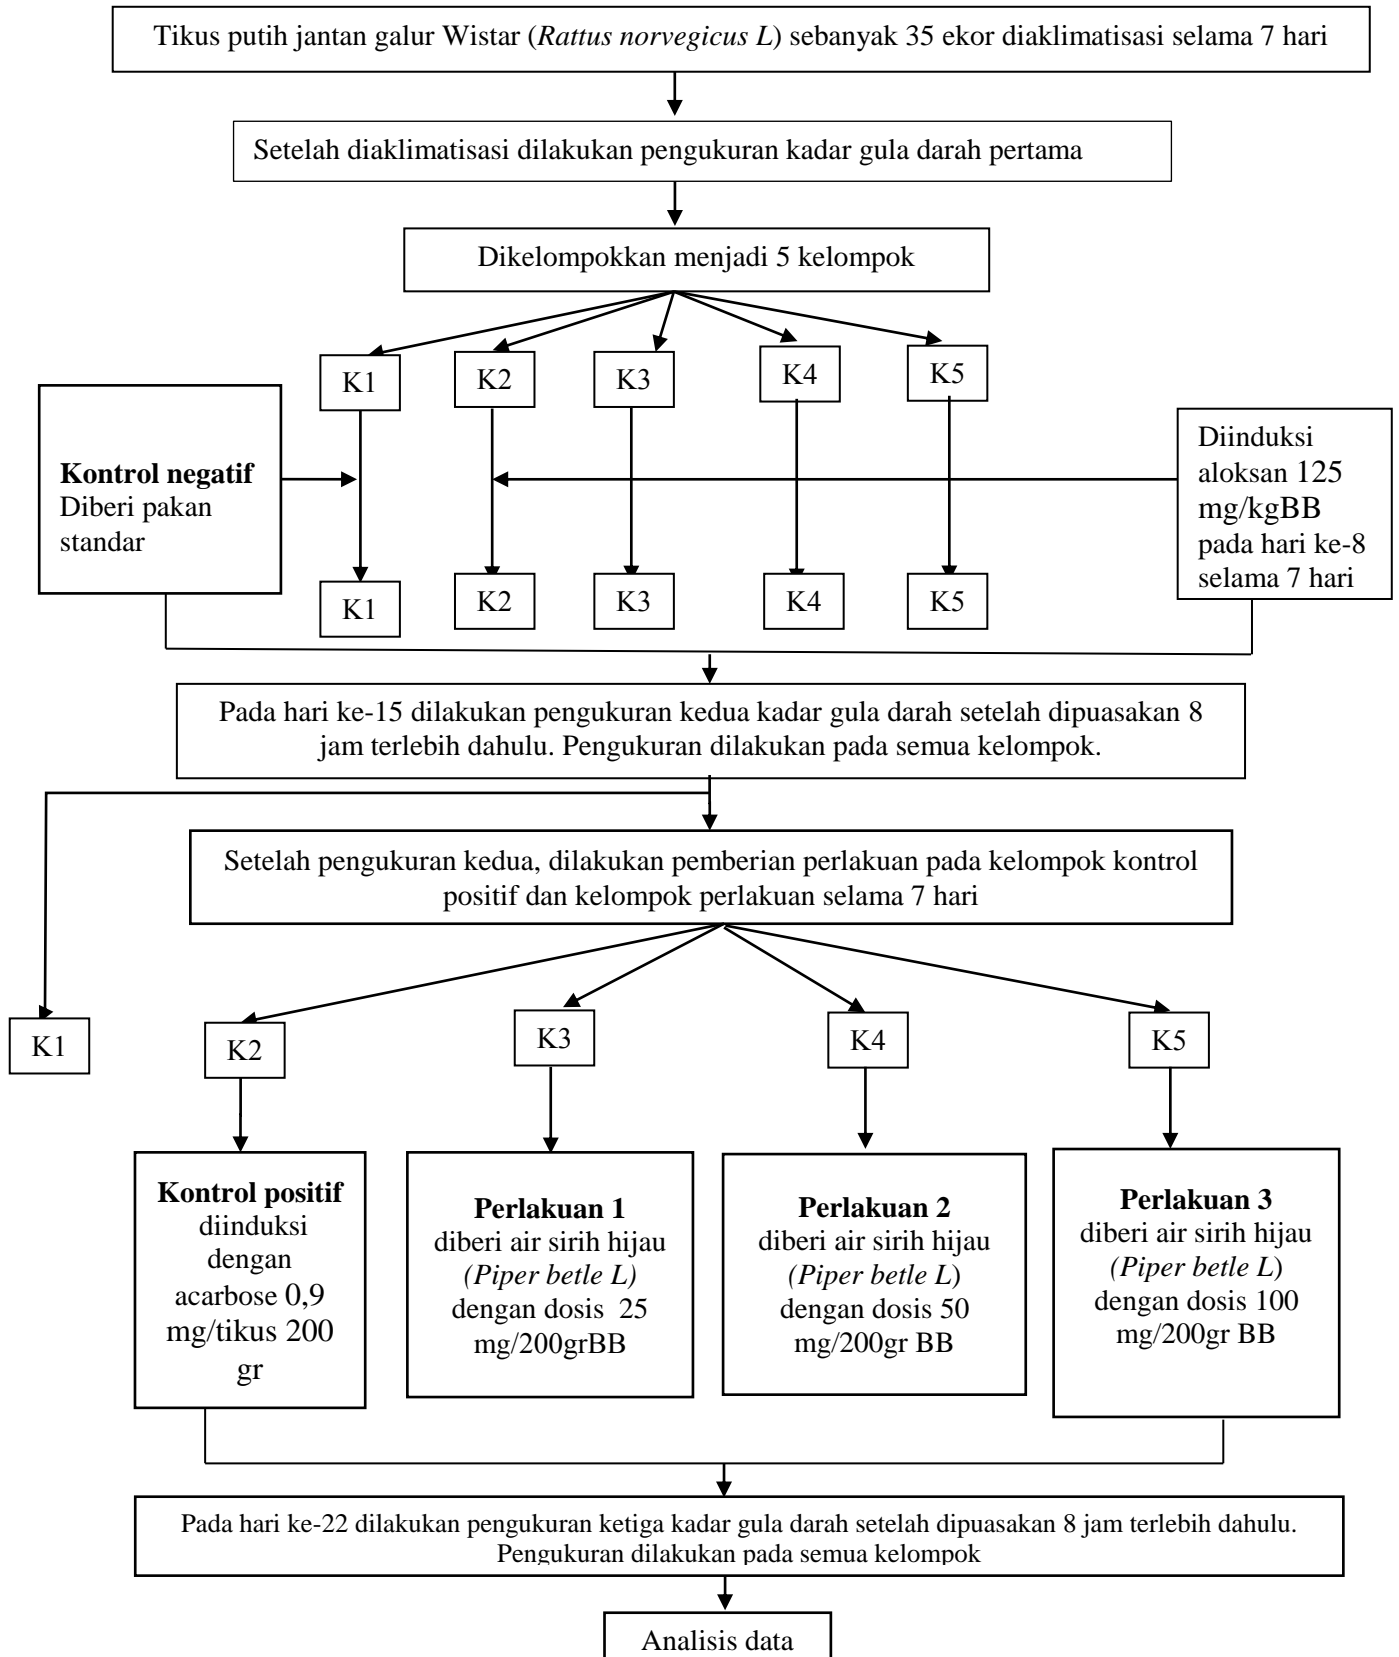 Tikus putih jantan galur Wistar (Rattus norvegicus L) sebanyak 35 ekor diaklimatisasi selama 7 hari
Setelah diaklimatisasi dilakukan pengukuran kadar gula darah pertama
Dikelompokkan menjadi 5 kelompok
K1
K2
K3
K4
K5
Kontrol negatif
Diberi pakan
standar
Diinduksi
aloksan 125
mg/kgBB
pada hari ke-8
selama 7 hari
K1
K2
K3
K4
K5
Pada hari ke-15 dilakukan pengukuran kedua kadar gula darah setelah dipuasakan 8
jam terlebih dahulu. Pengukuran dilakukan pada semua kelompok.
Setelah pengukuran kedua, dilakukan pemberian perlakuan pada kelompok kontrol
positif dan kelompok perlakuan selama 7 hari
K1
K2
K3
K4
K5
Kontrol positif
diinduksi
dengan
acarbose 0,9
mg/tikus 200
gr
Perlakuan 1
diberi air sirih hijau
(Piper betle L)
dengan dosis  25
mg/200grBB
Perlakuan 2
diberi air sirih hijau
(Piper betle L)
dengan dosis 50
mg/200gr BB
Perlakuan 3
diberi air sirih hijau
(Piper betle L)
dengan dosis 100
mg/200gr BB
Pada hari ke-22 dilakukan pengukuran ketiga kadar gula darah setelah dipuasakan 8 jam terlebih dahulu.
Pengukuran dilakukan pada semua kelompok
Analisis data